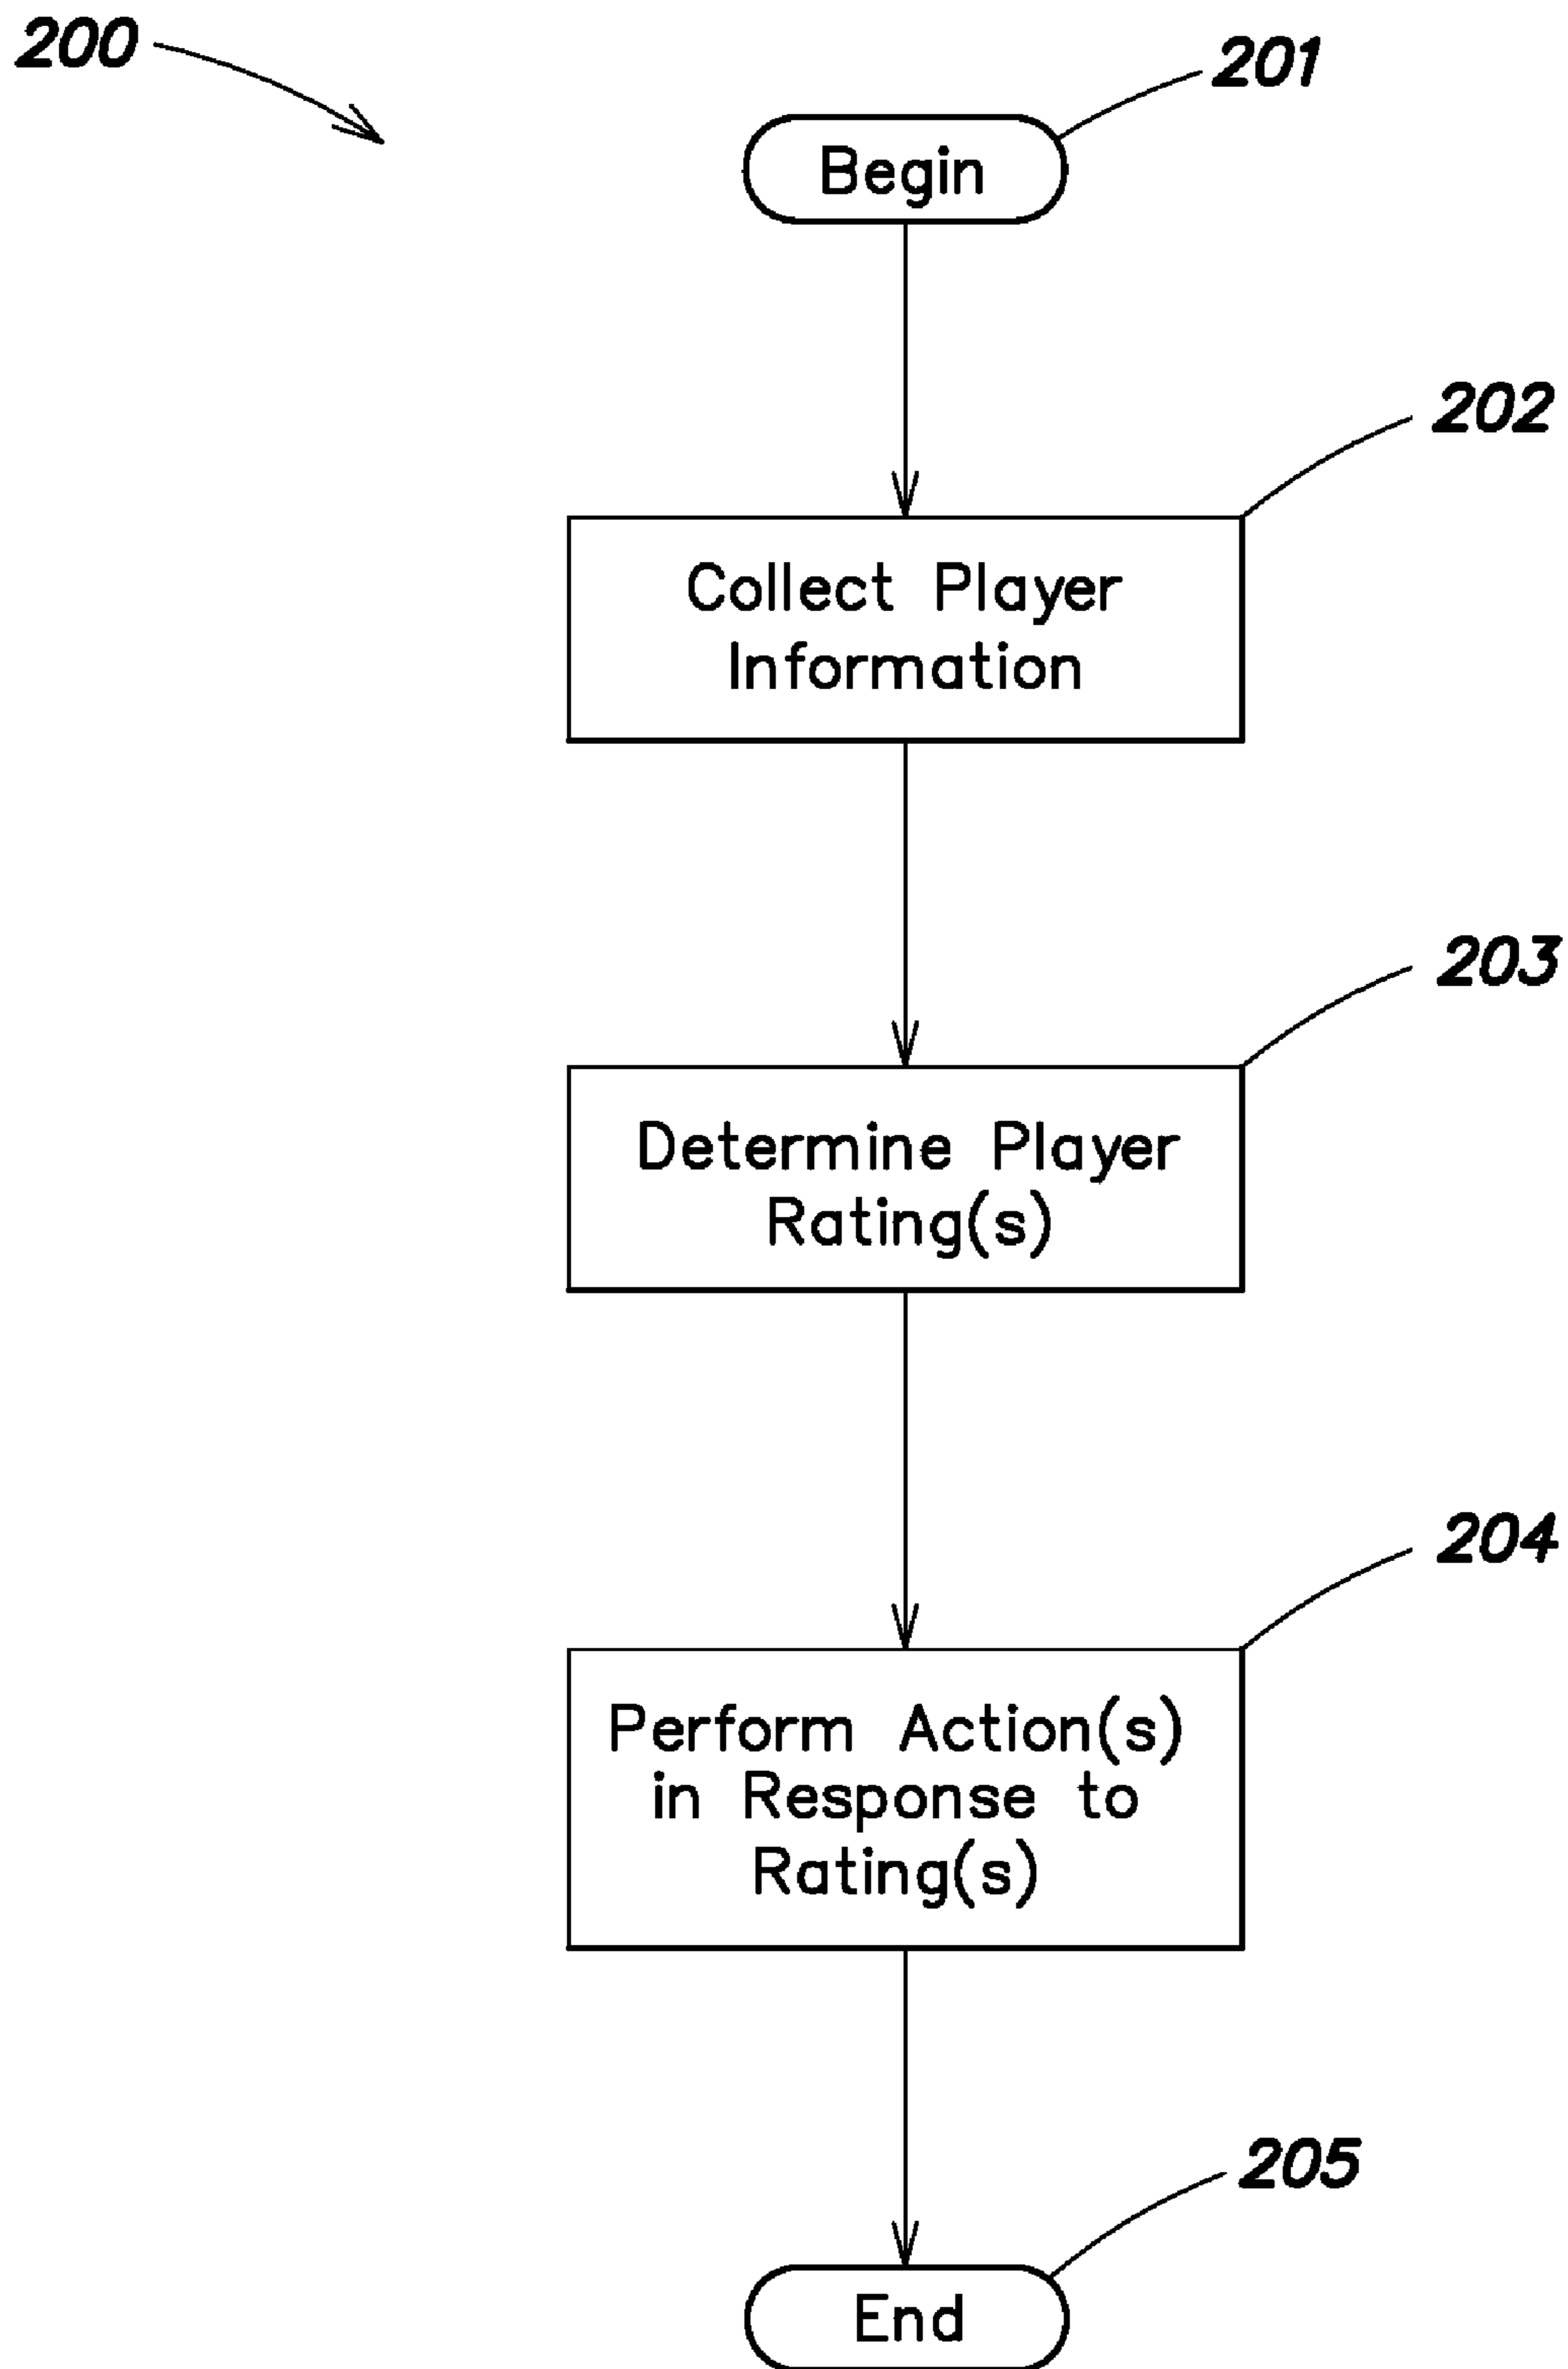 200
201
Begin
202
Collect Player
Information
203
Determine Player
Rating(s)
204
Perform Action(s)
in Response to
Rating(s)
205
End